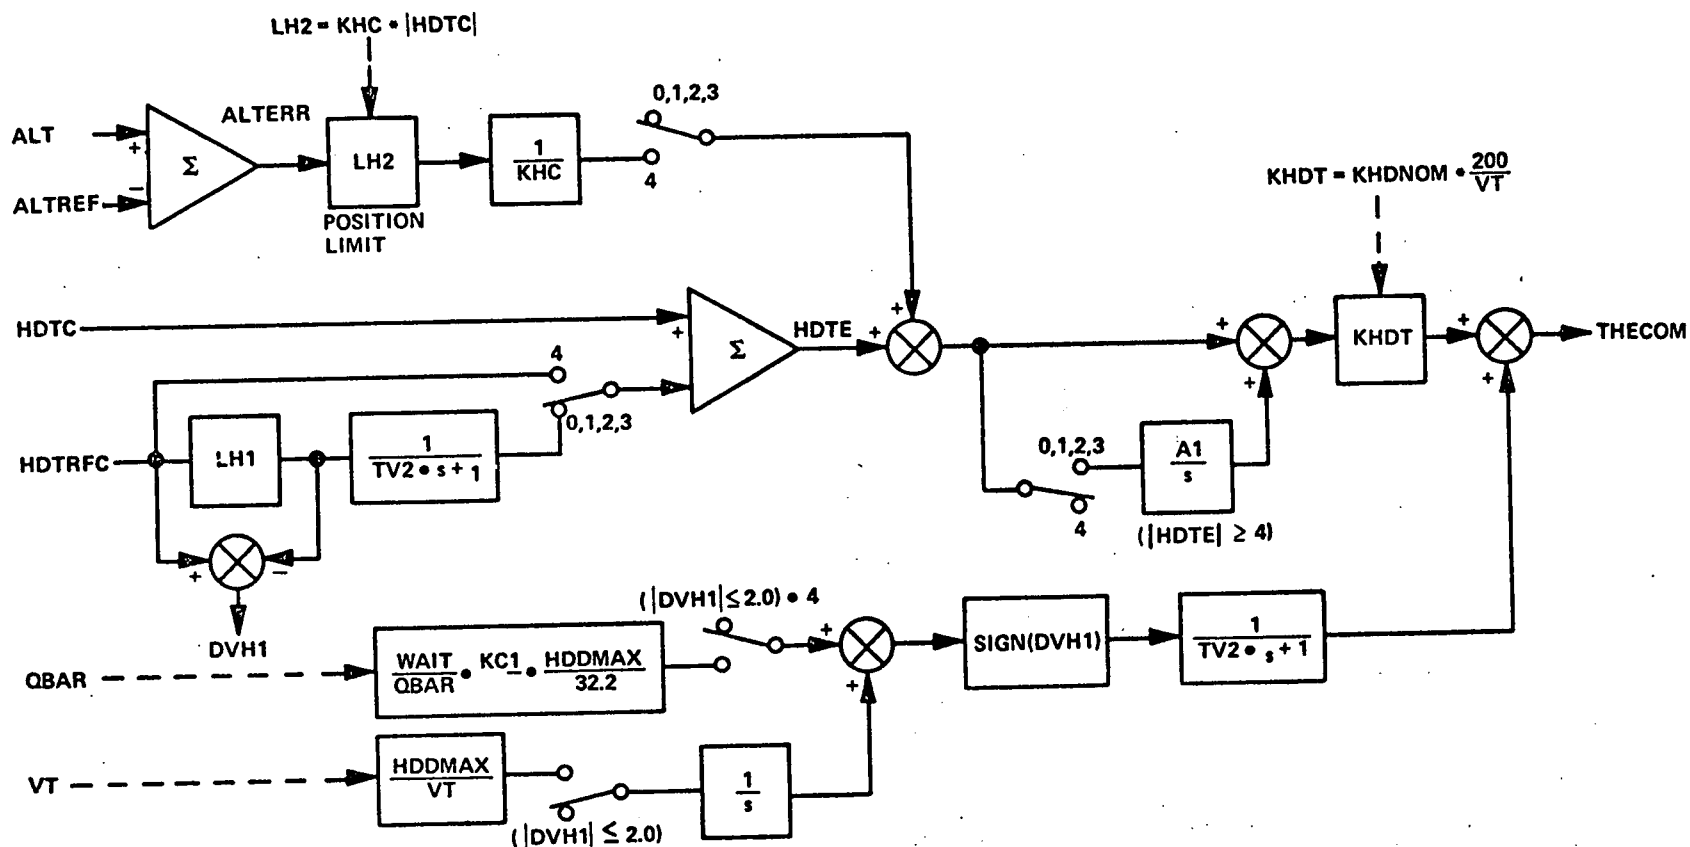 LH2 = KHC • |HDTC|
0,1,2,3
ALTERR
ALT
+
Σ
LH2
1
KHC
4
KHDT = KHDNOM • 200
VT
ALTREF
–
POSITION
LIMIT
HDTC
+
Σ
HDTE
+
+
+
KHDT
+
THECOM
4
0,1,2,3
+
+
HDTRFC
LH1
1
TV2 • s + 1
0,1,2,3
A1
s
4
(|HDTE| ≥ 4)
+
–
DVH1
(|DVH1| ≤ 2.0) • 4
QBAR
WAIT
QBAR
• KC1 • HDDMAX
32.2
+
+
SIGN(DVH1)
1
TV2 • s + 1
VT
HDDMAX
VT
1
s
(|DVH1| ≤ 2.0)